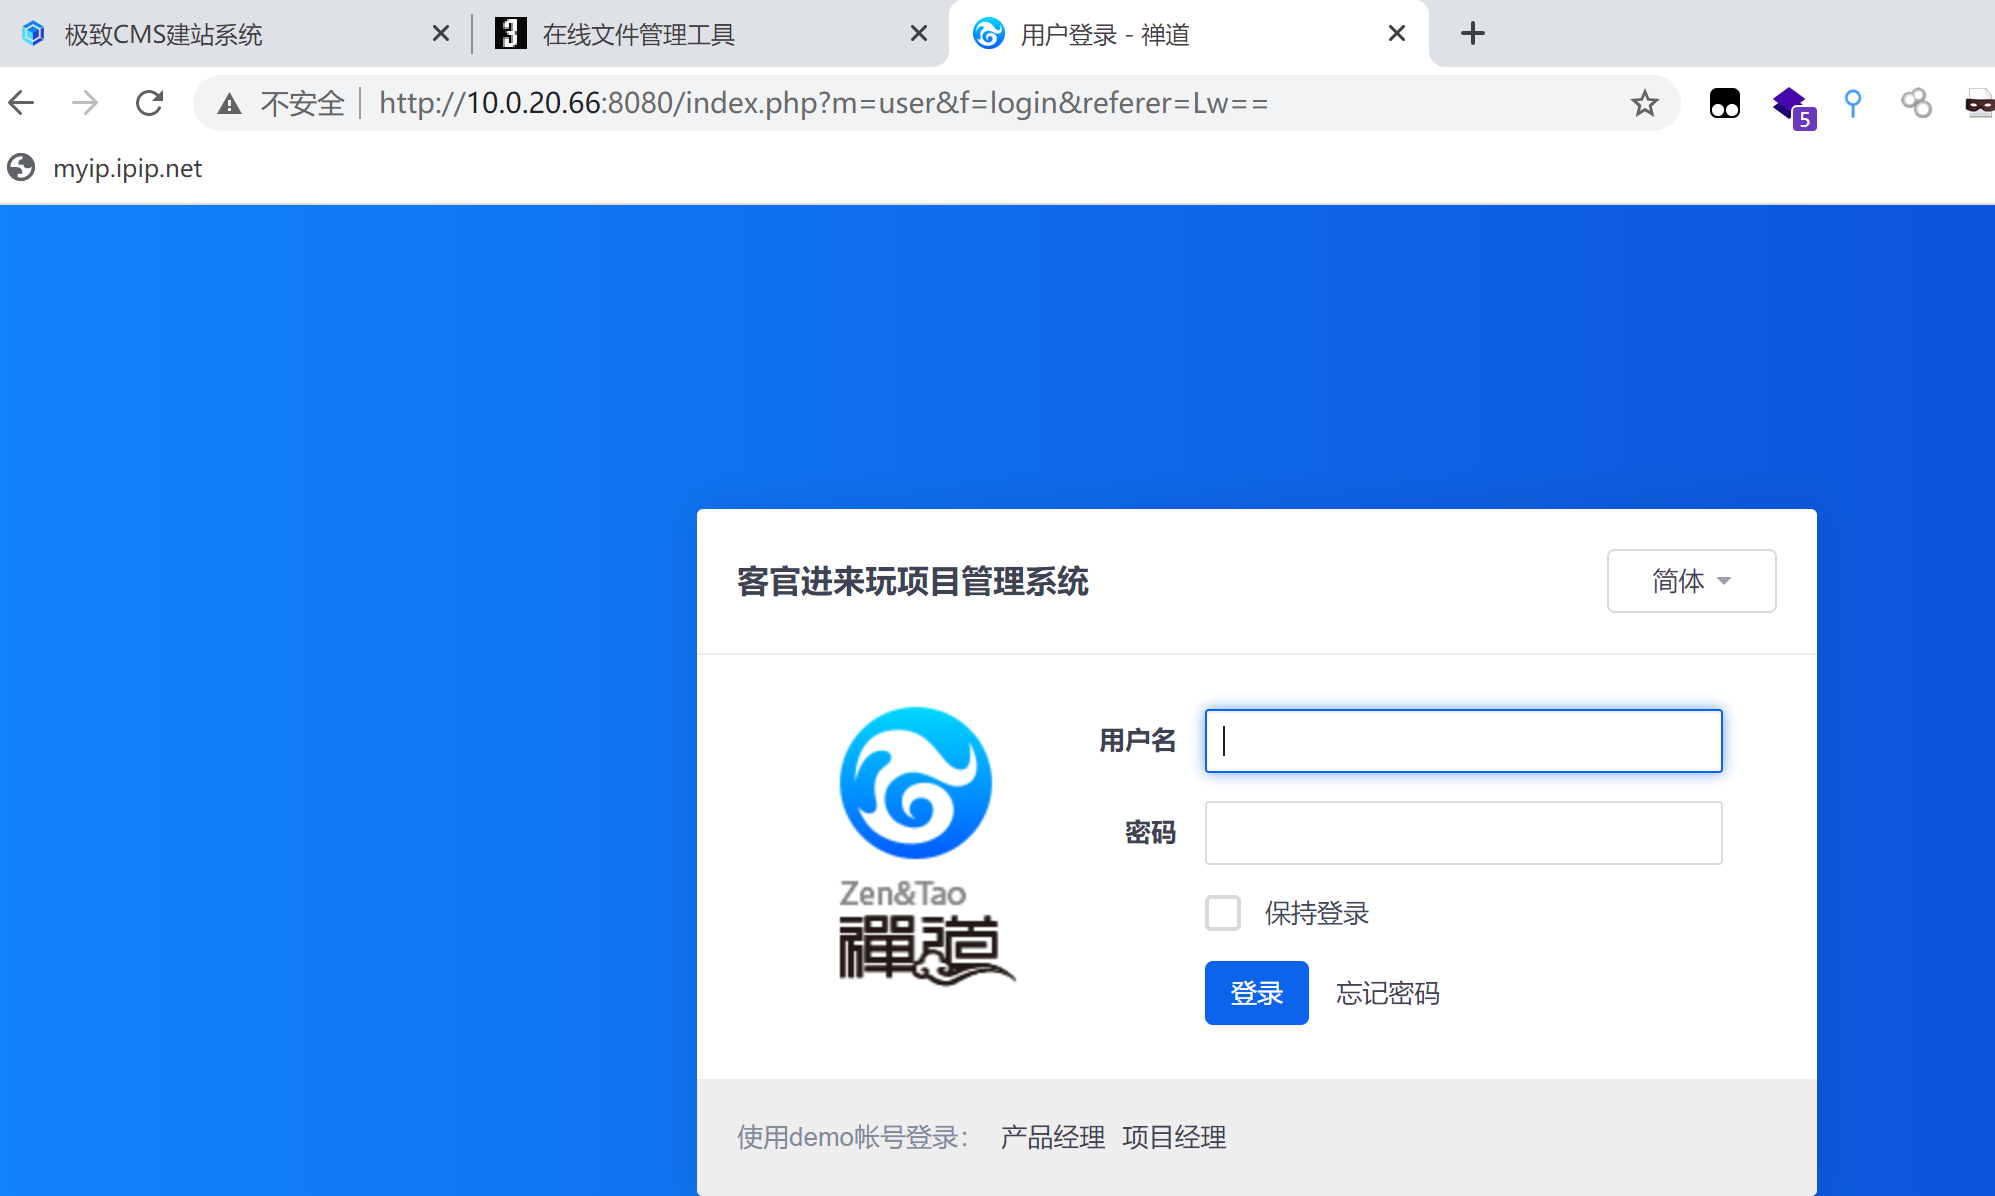 极致CMS建站系统
在线文件管理工具
用户登录 - 禅道
不安全 http://10.0.20.66:8080/index.php?m=user&f=login&referer=Lw==
5
myip.ipip.net
客官进来玩项目管理系统
简体
用户名
密码
Zen&Tao
禪道
保持登录
登录 忘记密码
使用demo帐号登录： 产品经理 项目经理